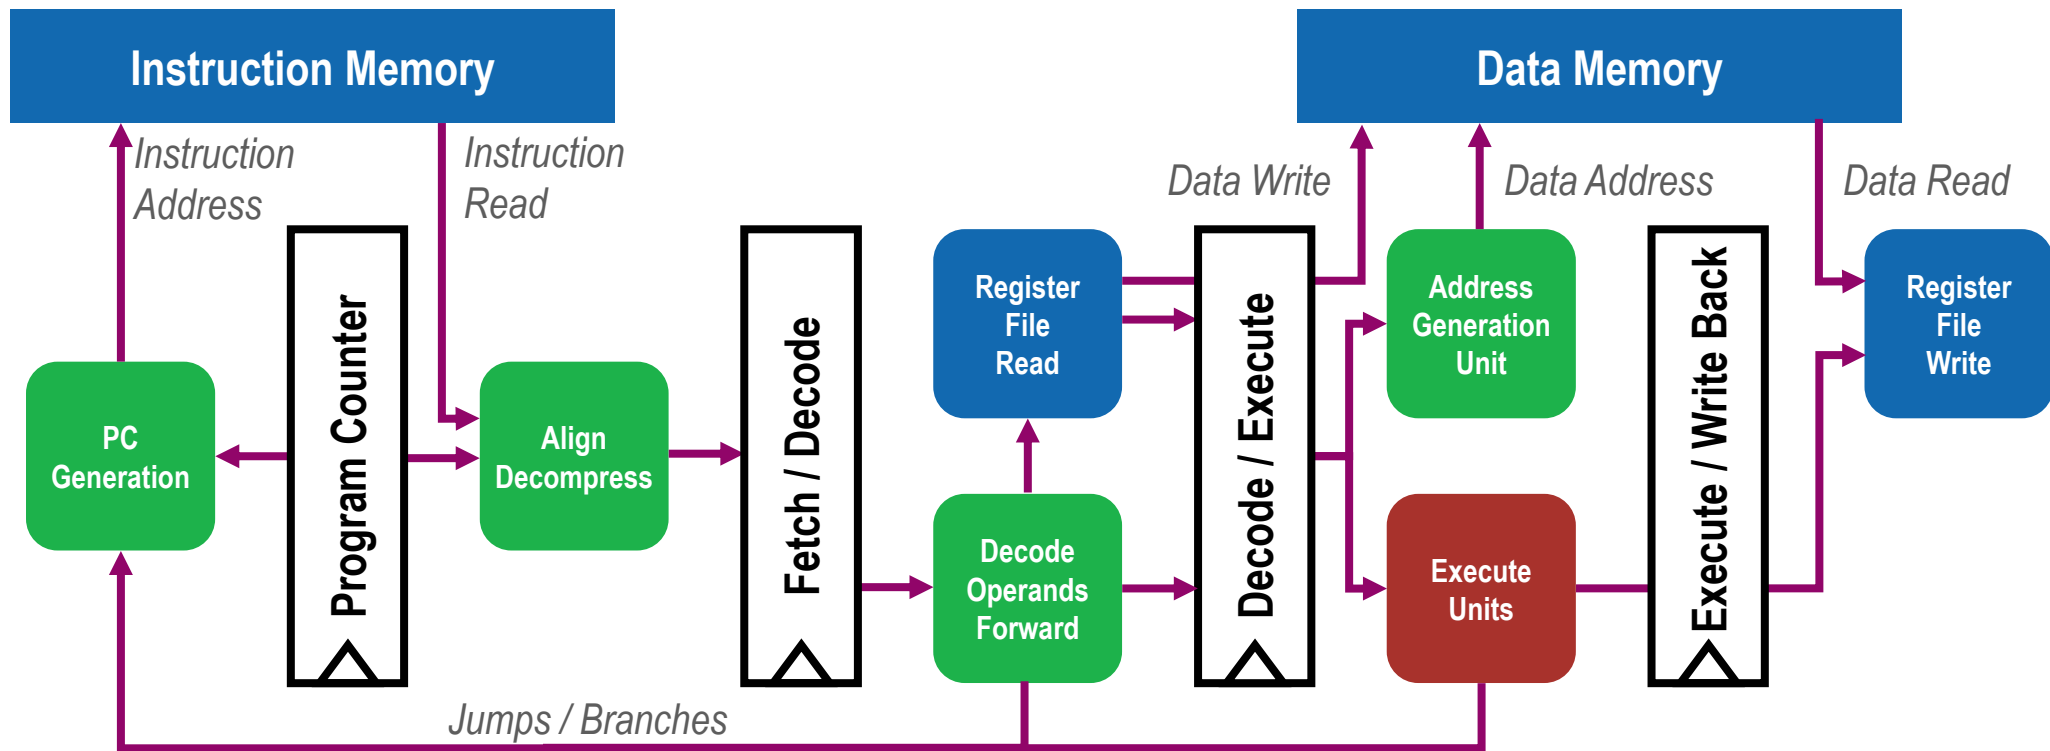 Instruction Memory
Data Memory
Instruction
Address
Instruction
Read
Data Write
Data Address
Data Read
PC
Generation
Program Counter
Align
Decompress
Fetch / Decode
Register
File
Read
Decode
Operands
Forward
Decode / Execute
Address
Generation
Unit
Execute
Units
Execute / Write Back
Register
File
Write
Jumps / Branches